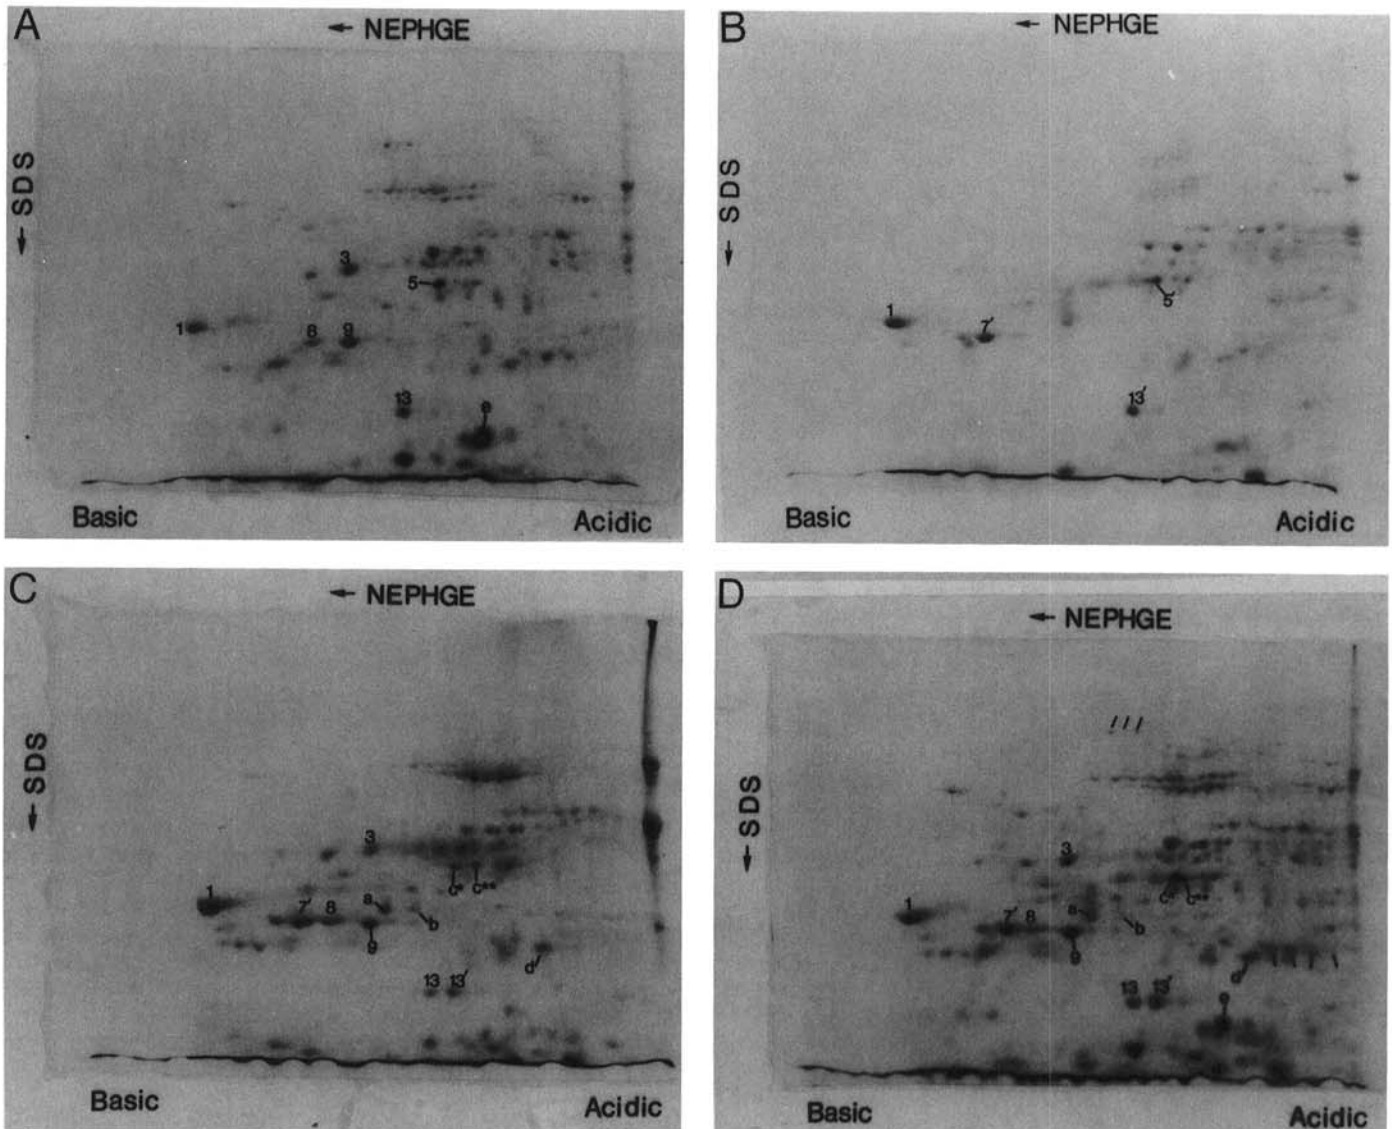 A
← NEPHGE
← SDS
3
5
1
8
9
13
e
Basic
Acidic
B
← NEPHGE
← SDS
1
7′
5′
13′
Basic
Acidic
C
← NEPHGE
← SDS
3
c* c**
1
7′ 8 a
b
9
d
13 13′
Basic
Acidic
D
← NEPHGE
← SDS
3
c* c**
1
7′ 8 a
b
9
d
13 13′
e
Basic
Acidic